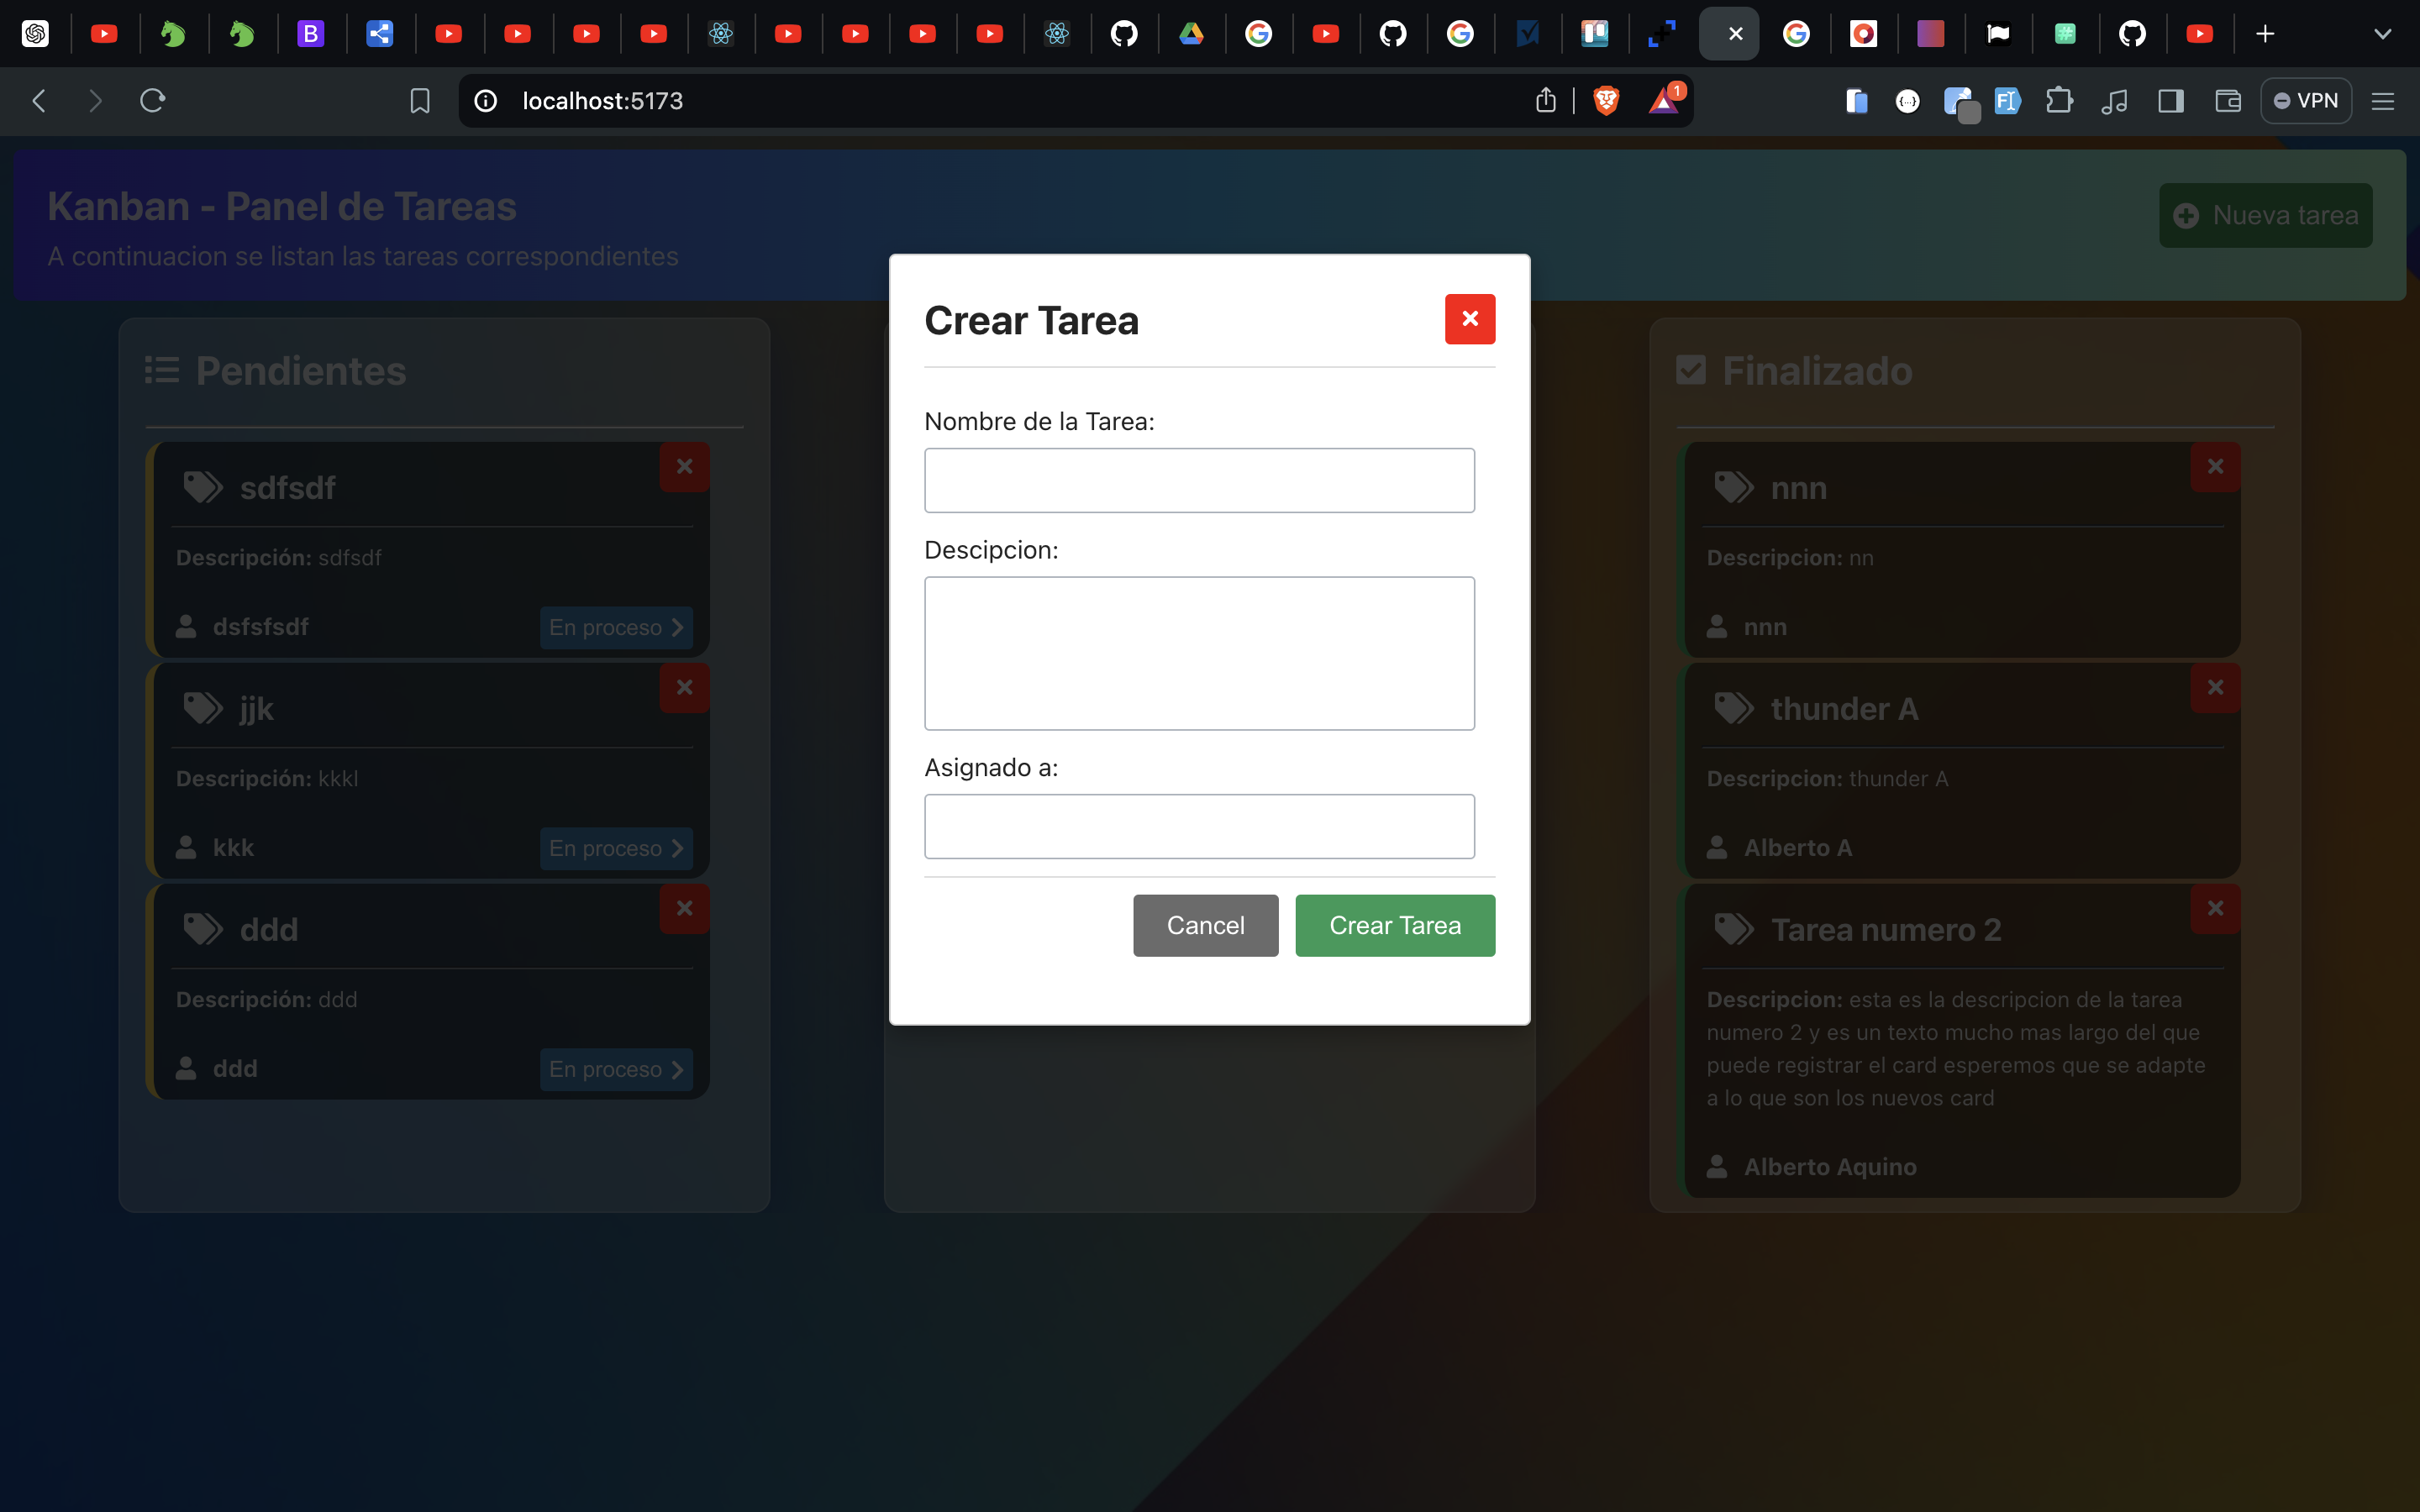 B
localhost:5173
1
VPN
Kanban - Panel de Tareas
A continuacion se listan las tareas correspondientes
Nueva tarea
Pendientes
sdfsdf
Descripción: sdfsdf
dsfsfsdf
En proceso
jjk
Descripción: kkkl
kkk
En proceso
ddd
Descripción: ddd
ddd
En proceso
Crear Tarea
Nombre de la Tarea:
Descipcion:
Asignado a:
Cancel
Crear Tarea
Finalizado
nnn
Descripcion: nn
nnn
thunder A
Descripcion: thunder A
Alberto A
Tarea numero 2
Descripcion: esta es la descripcion de la tarea
numero 2 y es un texto mucho mas largo del que
puede registrar el card esperemos que se adapte
a lo que son los nuevos card
Alberto Aquino